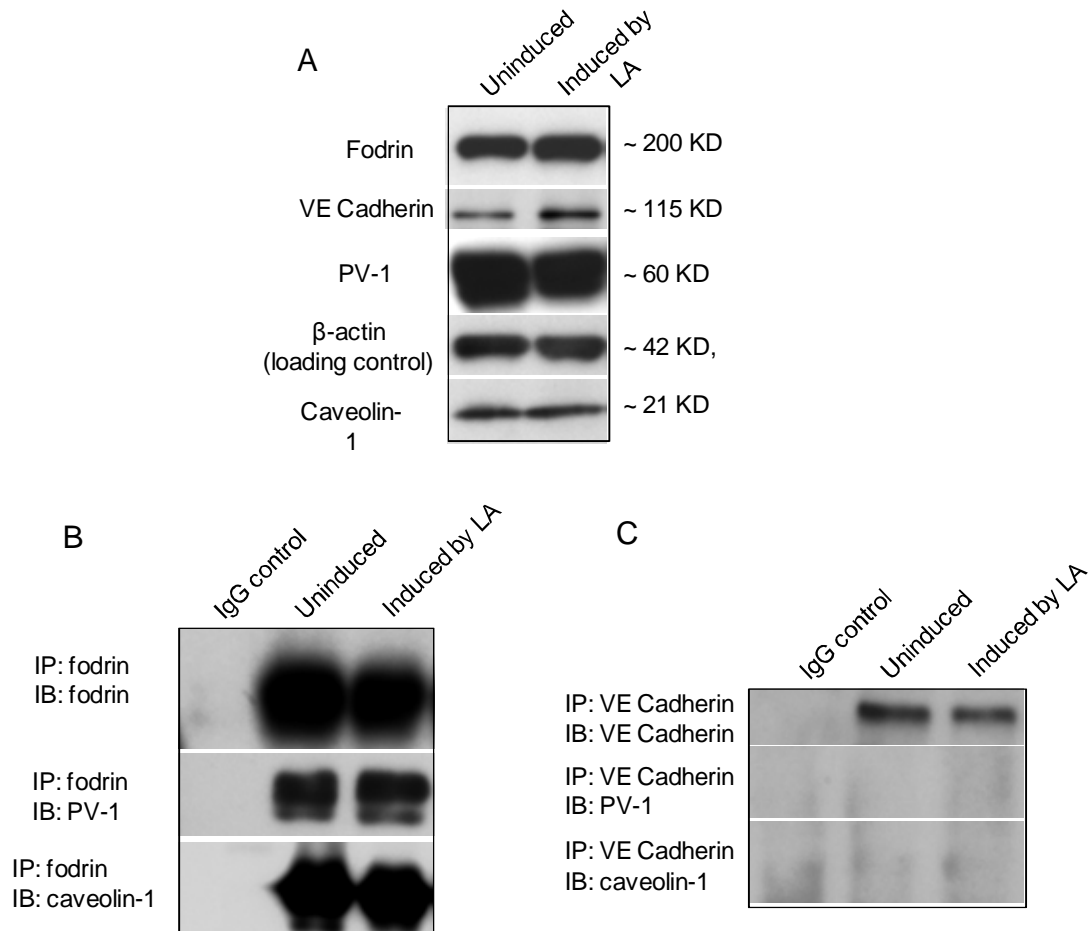 A
Uninduced
Induced by
LA
Fodrin
~ 200 KD
VE Cadherin
~ 115 KD
PV-1
~ 60 KD
β-actin
(loading control)
~ 42 KD,
Caveolin-
1
~ 21 KD
B
IgG control
Uninduced
Induced by LA
IP: fodrin
IB: fodrin
IP: fodrin
IB: PV-1
IP: fodrin
IB: caveolin-1
C
IgG control
Uninduced
Induced by LA
IP: VE Cadherin
IB: VE Cadherin
IP: VE Cadherin
IB: PV-1
IP: VE Cadherin
IB: caveolin-1